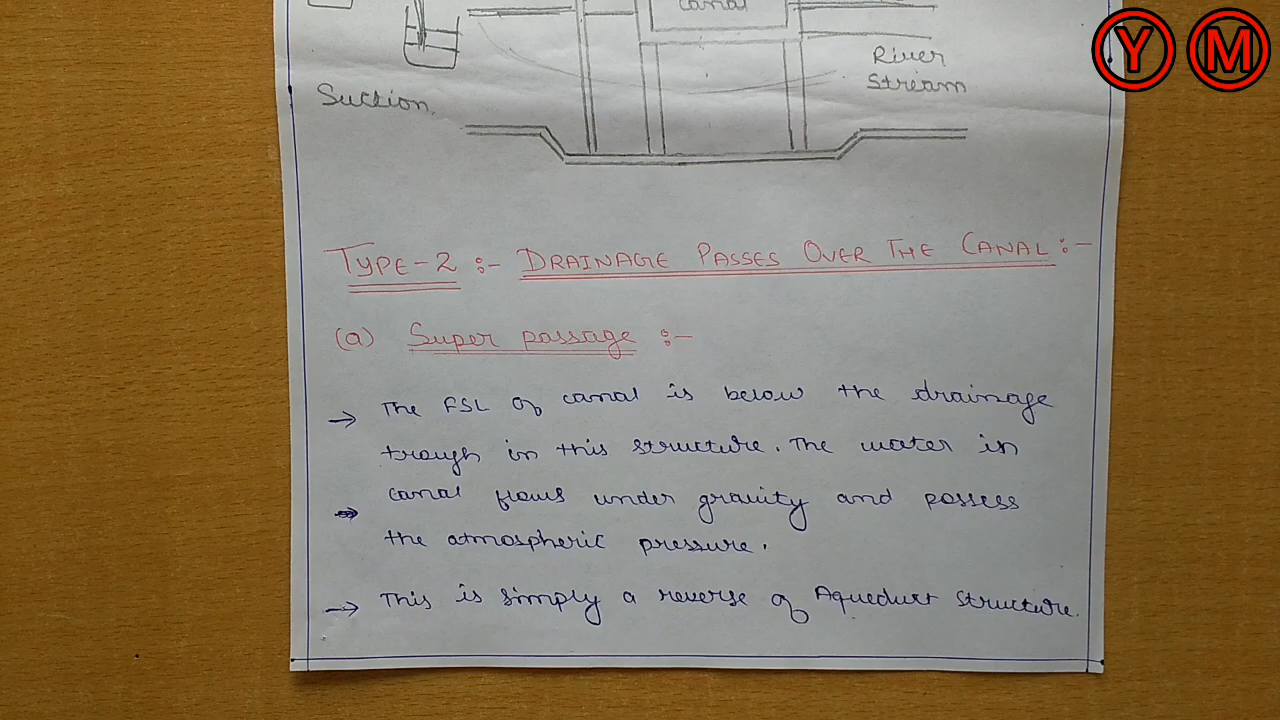 canal
River
Stream
Suction.
TYPE-2 :- DRAINAGE PASSES OVER THE CANAL :-
(a) Super passage :-
→ The FSL of canal is below the drainage
trough in this structure. The water in
canal flows under gravity and possess
the atmospheric pressure.
→ This is simply a reverse of Aqueduct structure.
Y M